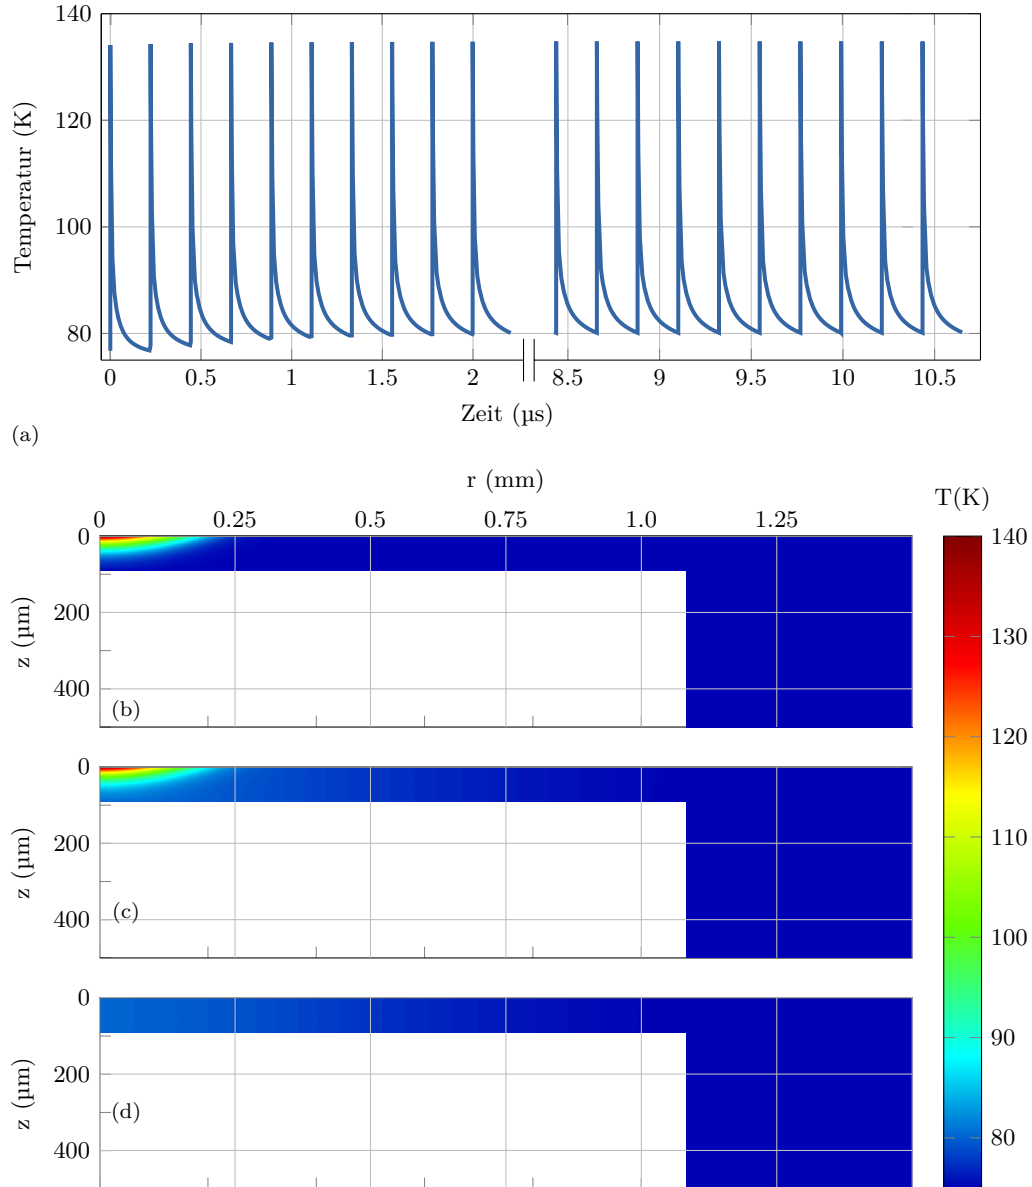 140
120
100
80
Temperatur (K)
0 0.5 1 1.5 2 8.5 9 9.5 10 10.5
Zeit (µs)
(a)
r (mm)
T(K)
0 0.25 0.5 0.75 1.0 1.25
0
200
400
z (µm)
(b)
0
200
400
z (µm)
(c)
0
200
400
z (µm)
(d)
140
130
120
110
100
90
80